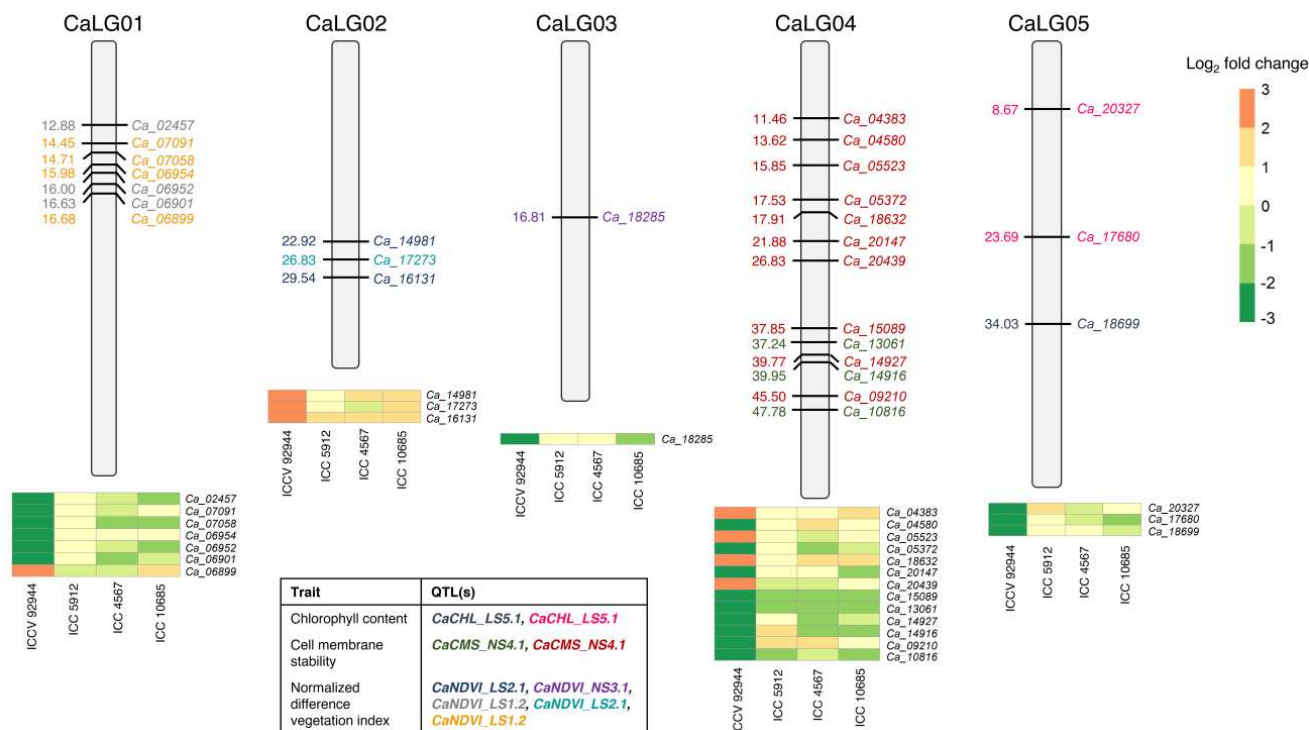 CaLG01
CaLG02
CaLG03
CaLG04
CaLG05
12.88 Ca_02457
14.45 Ca_07091
14.71 Ca_07058
15.98 Ca_06954
16.00 Ca_06952
16.63 Ca_06901
16.68 Ca_06899
Ca_02457
Ca_07091
Ca_07058
Ca_06954
Ca_06952
Ca_06901
Ca_06899
ICCV 92944
ICC 5912
ICC 4567
ICC 10685
22.92 Ca_14981
26.83 Ca_17273
29.54 Ca_16131
Ca_14981
Ca_17273
Ca_16131
ICCV 92944
ICC 5912
ICC 4567
ICC 10685
16.81 Ca_18285
Ca_18285
ICCV 92944
ICC 5912
ICC 4567
ICC 10685
11.46 Ca_04383
13.62 Ca_04580
15.85 Ca_05523
17.53 Ca_05372
17.91 Ca_18632
21.88 Ca_20147
26.83 Ca_20439
37.85 Ca_15089
37.24 Ca_13061
39.77 Ca_14927
39.95 Ca_14916
45.50 Ca_09210
47.78 Ca_10816
Ca_04383
Ca_04580
Ca_05523
Ca_05372
Ca_18632
Ca_20147
Ca_20439
Ca_15089
Ca_13061
Ca_14927
Ca_14916
Ca_09210
Ca_10816
CCV 92944
ICC 5912
ICC 4567
ICC 10685
8.67 Ca_20327
23.69 Ca_17680
34.03 Ca_18699
Ca_20327
Ca_17680
Ca_18699
ICCV 92944
ICC 5912
ICC 4567
ICC 10685
Log2 fold change
3
2
1
0
-1
-2
-3
Trait QTL(s)
Chlorophyll content CaCHL_LS5.1, CaCHL_LS5.1
Cell membrane CaCMS_NS4.1, CaCMS_NS4.1
stability
Normalized CaNDVI_LS2.1, CaNDVI_NS3.1,
difference CaNDVI_LS1.2, CaNDVI_LS2.1,
vegetation index CaNDVI_LS1.2